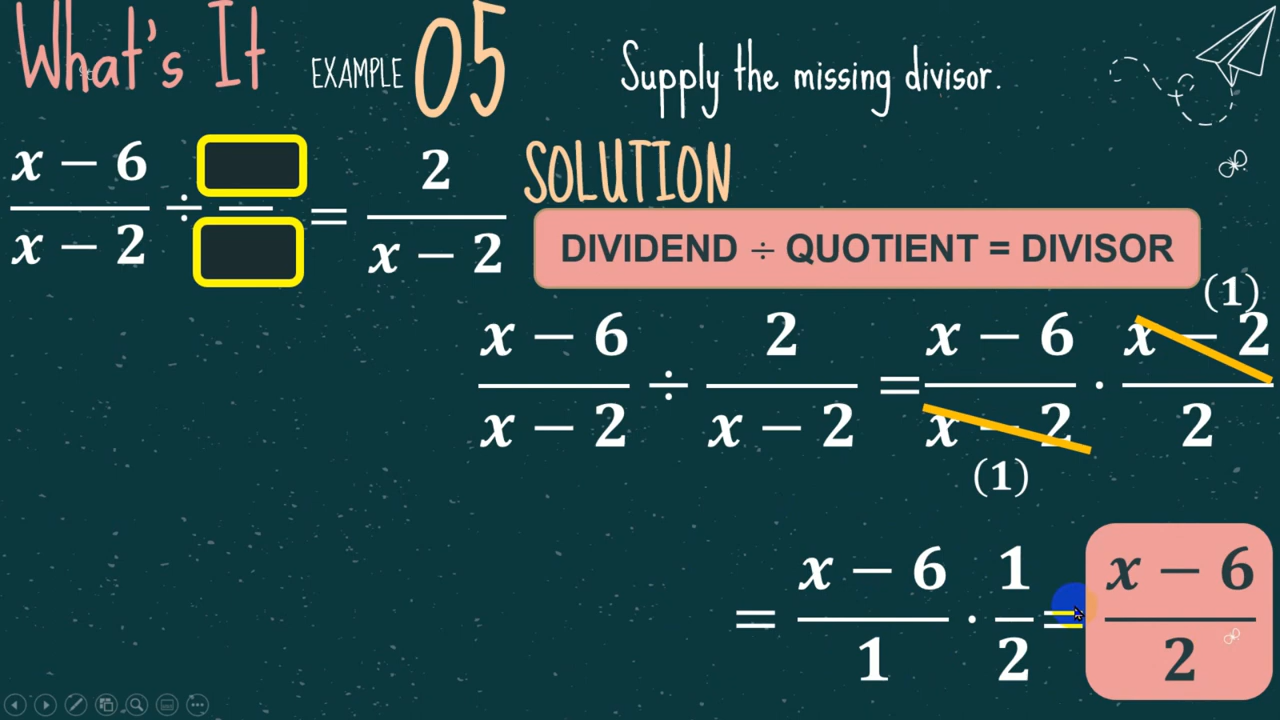 What's It EXAMPLE 05 Supply the missing divisor.
x − 6
x − 2
÷
=
2
x − 2
SOLUTION
DIVIDEND ÷ QUOTIENT = DIVISOR
(1)
x − 6
x − 2
÷
2
x − 2
=
x − 6
x − 2
·
x − 2
2
(1)
=
x − 6
1
·
1
2
=
x − 6
2